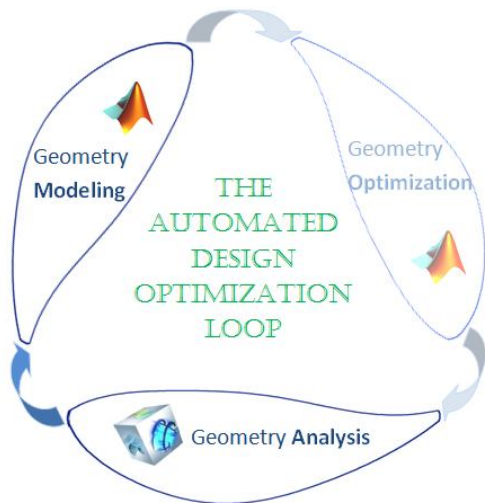 Geometry
Modeling
Geometry
Optimization
THE
AUTOMATED
DESIGN
OPTIMIZATION
LOOP
Geometry Analysis